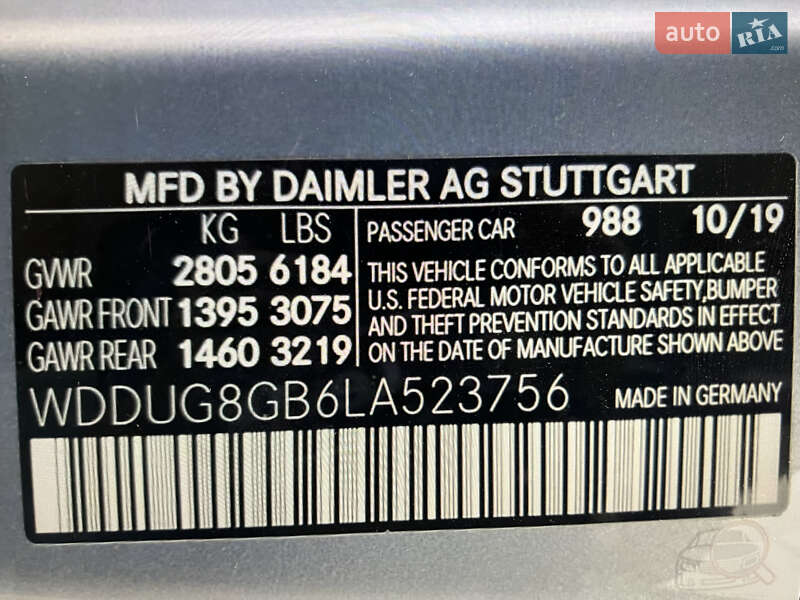 auto RIA.com
MFD BY DAIMLER AG STUTTGART
KG LBS
GVWR 2805 6184
GAWR FRONT 1395 3075
GAWR REAR 1460 3219
PASSENGER CAR 988 10/19
THIS VEHICLE CONFORMS TO ALL APPLICABLE
U.S. FEDERAL MOTOR VEHICLE SAFETY,BUMPER
AND THEFT PREVENTION STANDARDS IN EFFECT
ON THE DATE OF MANUFACTURE SHOWN ABOVE
WDDUG8GB6LA523756 MADE IN GERMANY